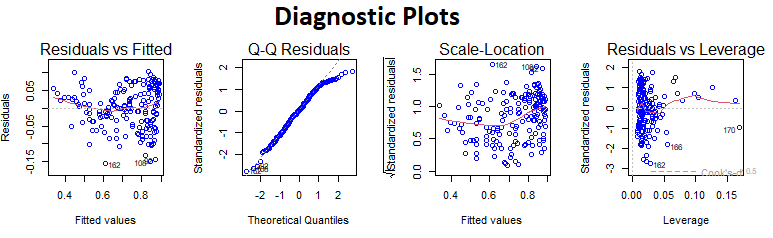 Diagnostic Plots
Residuals vs Fitted
Residuals
0.05
-0.05
-0.15
0.4 0.6 0.8
162
108
Fitted values
Q-Q Residuals
Standardized residuals
2
1
0
-2
-2 -1 0 1 2
Theoretical Quantiles
Scale-Location
√Standardized residuals
1.5
1.0
0.5
0.0
0.4 0.6 0.8
162
108
Fitted values
Residuals vs Leverage
Standardized residuals
2
1
0
-1
-2
-3
0.00 0.05 0.10 0.15
170
166
162
Cook's d
0.5
Leverage